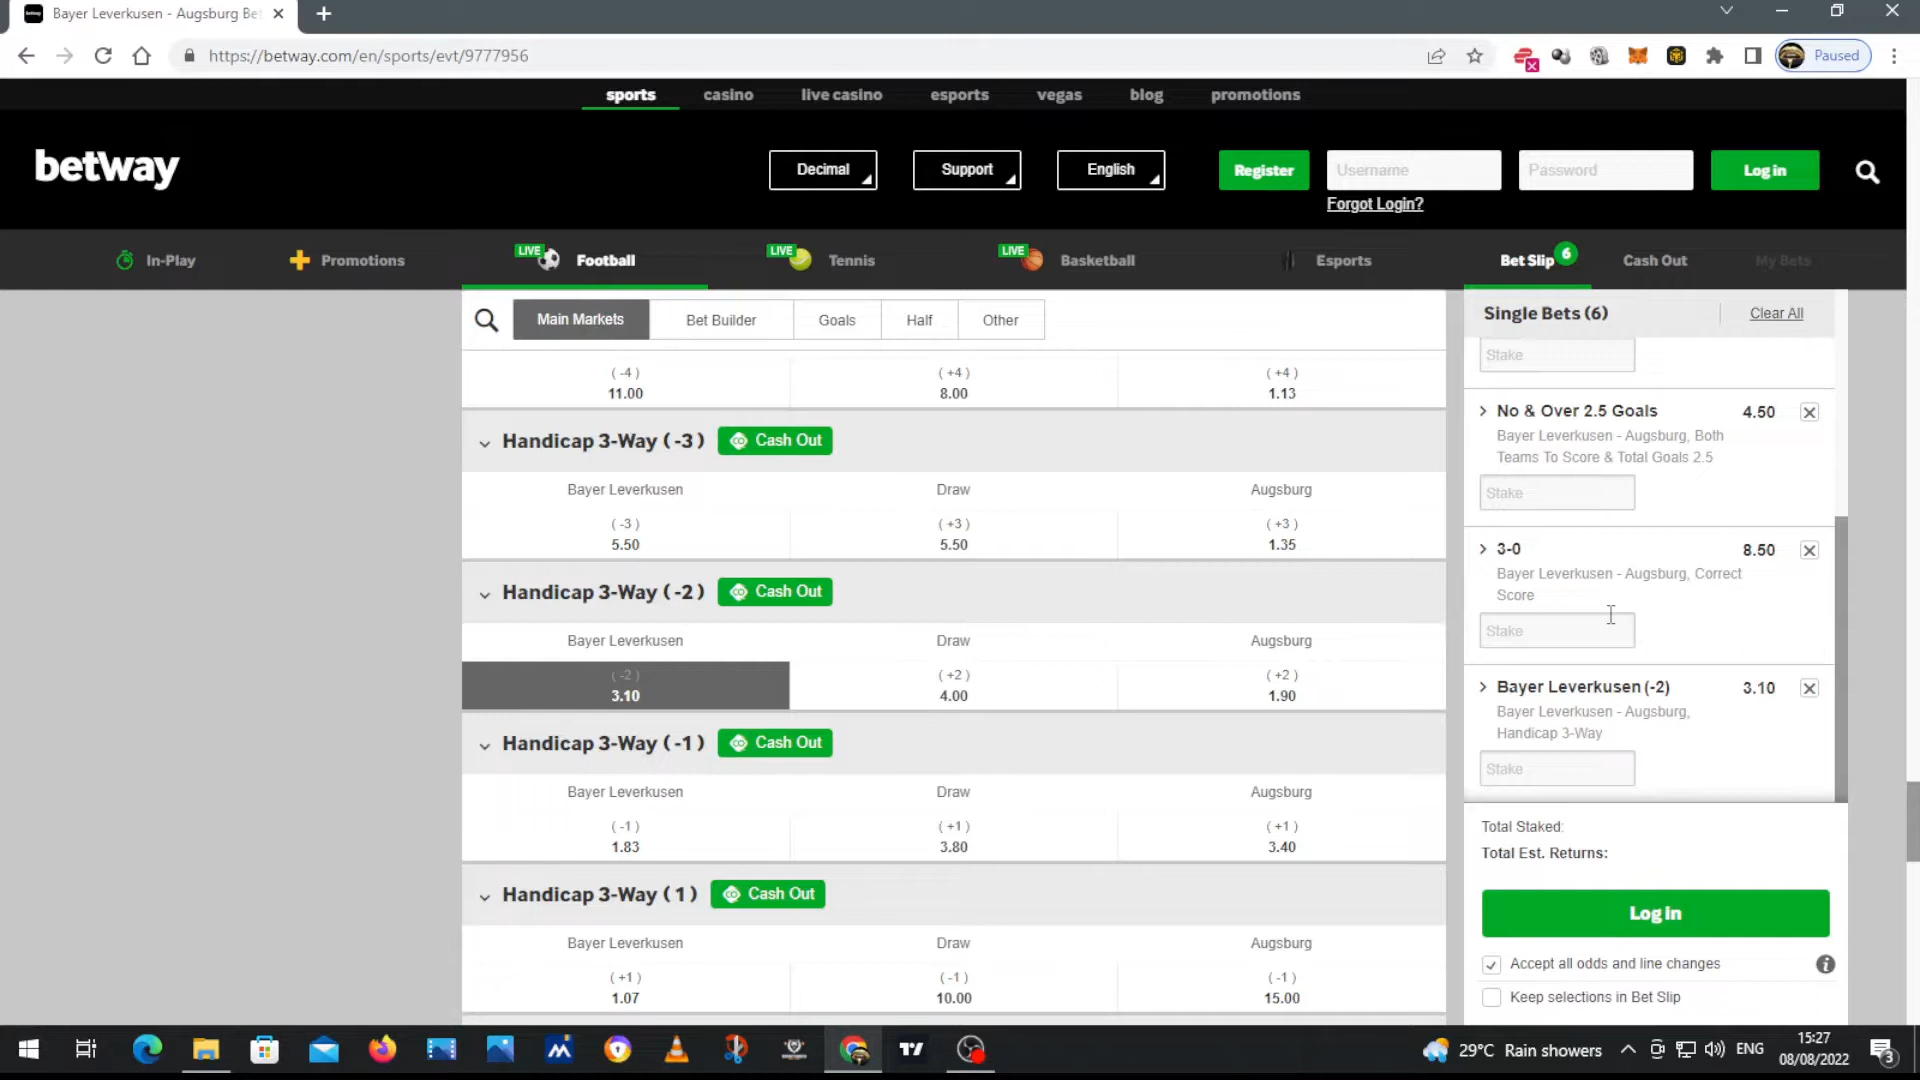 Bayer Leverkusen - Augsburg Be
https://betway.com/en/sports/evt/9777956
Paused
sports casino live casino esports vegas blog promotions
betway
Decimal
Support
English
Register
Username
Password
Log in
Forgot Login?
In-Play
Promotions
LIVE Football
LIVE Tennis
LIVE Basketball
Esports
Bet Slip 6
Cash Out
My Bets
Main Markets
Bet Builder
Goals
Half
Other
( -4 ) ( +4 ) ( +4 )
11.00 8.00 1.13
Handicap 3-Way ( -3 ) Cash Out
Bayer Leverkusen Draw Augsburg
( -3 ) ( +3 ) ( +3 )
5.50 5.50 1.35
Handicap 3-Way ( -2 ) Cash Out
Bayer Leverkusen Draw Augsburg
( -2 ) ( +2 ) ( +2 )
3.10 4.00 1.90
Handicap 3-Way ( -1 ) Cash Out
Bayer Leverkusen Draw Augsburg
( -1 ) ( +1 ) ( +1 )
1.83 3.80 3.40
Handicap 3-Way ( 1 ) Cash Out
Bayer Leverkusen Draw Augsburg
( +1 ) ( -1 ) ( -1 )
1.07 10.00 15.00
Single Bets (6) Clear All
Stake
No & Over 2.5 Goals 4.50
Bayer Leverkusen - Augsburg, Both
Teams To Score & Total Goals 2.5
Stake
3-0 8.50
Bayer Leverkusen - Augsburg, Correct
Score
Stake
Bayer Leverkusen (-2) 3.10
Bayer Leverkusen - Augsburg,
Handicap 3-Way
Stake
Total Staked:
Total Est. Returns:
Log in
Accept all odds and line changes
Keep selections in Bet Slip
29°C Rain showers
ENG
15:27
08/08/2022
3